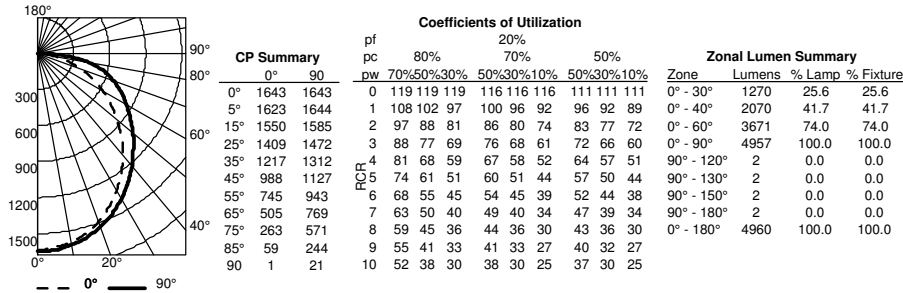 180°
90°
80°
300
60°
600
900
1200
40°
1500
0° 20°
0° 90°
CP Summary
0° 90
0° 1643 1643
5° 1623 1644
15° 1550 1585
25° 1409 1472
35° 1217 1312
45° 988 1127
55° 745 943
65° 505 769
75° 263 571
85° 59 244
90 1 21
Coefficients of Utilization
pf 20%
pc 80% 70% 50%
pw 70%50%30% 50%30%10% 50%30%10%
RCR
0 119 119 119 116 116 116 111 111 111
1 108 102 97 100 96 92 96 92 89
2 97 88 81 86 80 74 83 77 72
3 88 77 69 76 68 61 72 66 60
4 81 68 59 67 58 52 64 57 51
5 74 61 51 60 51 44 57 50 44
6 68 55 45 54 45 39 52 44 38
7 63 50 40 49 40 34 47 39 34
8 59 45 36 44 36 30 43 36 30
9 55 41 33 41 33 27 40 32 27
10 52 38 30 38 30 25 37 30 25
Zonal Lumen Summary
Zone Lumens % Lamp % Fixture
0° - 30° 1270 25.6 25.6
0° - 40° 2070 41.7 41.7
0° - 60° 3671 74.0 74.0
0° - 90° 4957 100.0 100.0
90° - 120° 2 0.0 0.0
90° - 130° 2 0.0 0.0
90° - 150° 2 0.0 0.0
90° - 180° 2 0.0 0.0
0° - 180° 4960 100.0 100.0